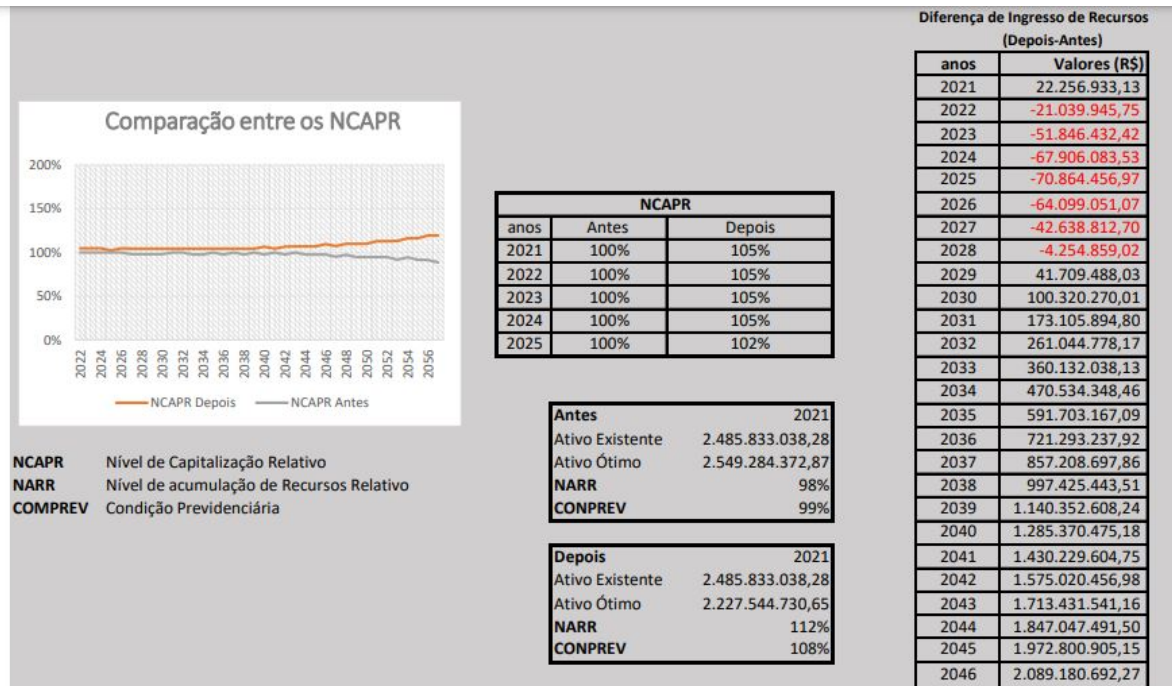 Comparação entre os NCAPR
200%
150%
100%
50%
0%
2022 2024 2026 2028 2030 2032 2034 2036 2038 2040 2042 2044 2046 2048 2050 2052 2054 2056
NCAPR Depois NCAPR Antes
NCAPR Nível de Capitalização Relativo
NARR Nível de acumulação de Recursos Relativo
COMPREV Condição Previdenciária
NCAPR
anos Antes Depois
2021 100% 105%
2022 100% 105%
2023 100% 105%
2024 100% 105%
2025 100% 102%
Antes 2021
Ativo Existente 2.485.833.038,28
Ativo Ótimo 2.549.284.372,87
NARR 98%
CONPREV 99%
Depois 2021
Ativo Existente 2.485.833.038,28
Ativo Ótimo 2.227.544.730,65
NARR 112%
CONPREV 108%
Diferença de Ingresso de Recursos
(Depois-Antes)
anos Valores (R$)
2021 22.256.933,13
2022 -21.039.945,75
2023 -51.846.432,42
2024 -67.906.083,53
2025 -70.864.456,97
2026 -64.099.051,07
2027 -42.638.812,70
2028 -4.254.859,02
2029 41.709.488,03
2030 100.320.270,01
2031 173.105.894,80
2032 261.044.778,17
2033 360.132.038,13
2034 470.534.348,46
2035 591.703.167,09
2036 721.293.237,92
2037 857.208.697,86
2038 997.425.443,51
2039 1.140.352.608,24
2040 1.285.370.475,18
2041 1.430.229.604,75
2042 1.575.020.456,98
2043 1.713.431.541,16
2044 1.847.047.491,50
2045 1.972.800.905,15
2046 2.089.180.692,27